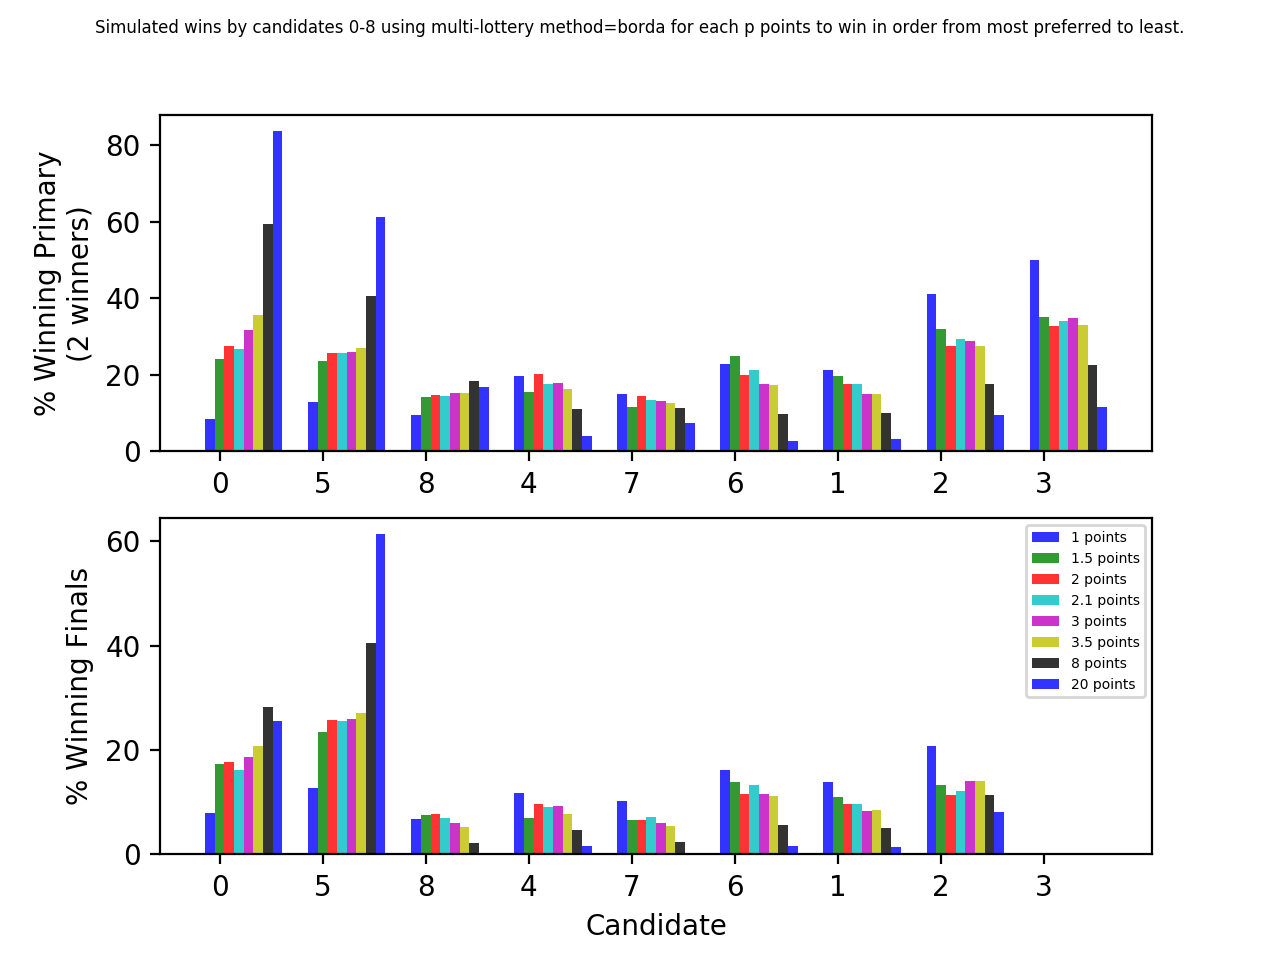 Simulated wins by candidates 0-8 using multi-lottery method=borda for each p points to win in order from most preferred to least.
% Winning Primary
(2 winners)
80
60
40
20
0
0 5 8 4 7 6 1 2 3
% Winning Finals
60
40
20
0
1 points
1.5 points
2 points
2.1 points
3 points
3.5 points
8 points
20 points
0 5 8 4 7 6 1 2 3
Candidate